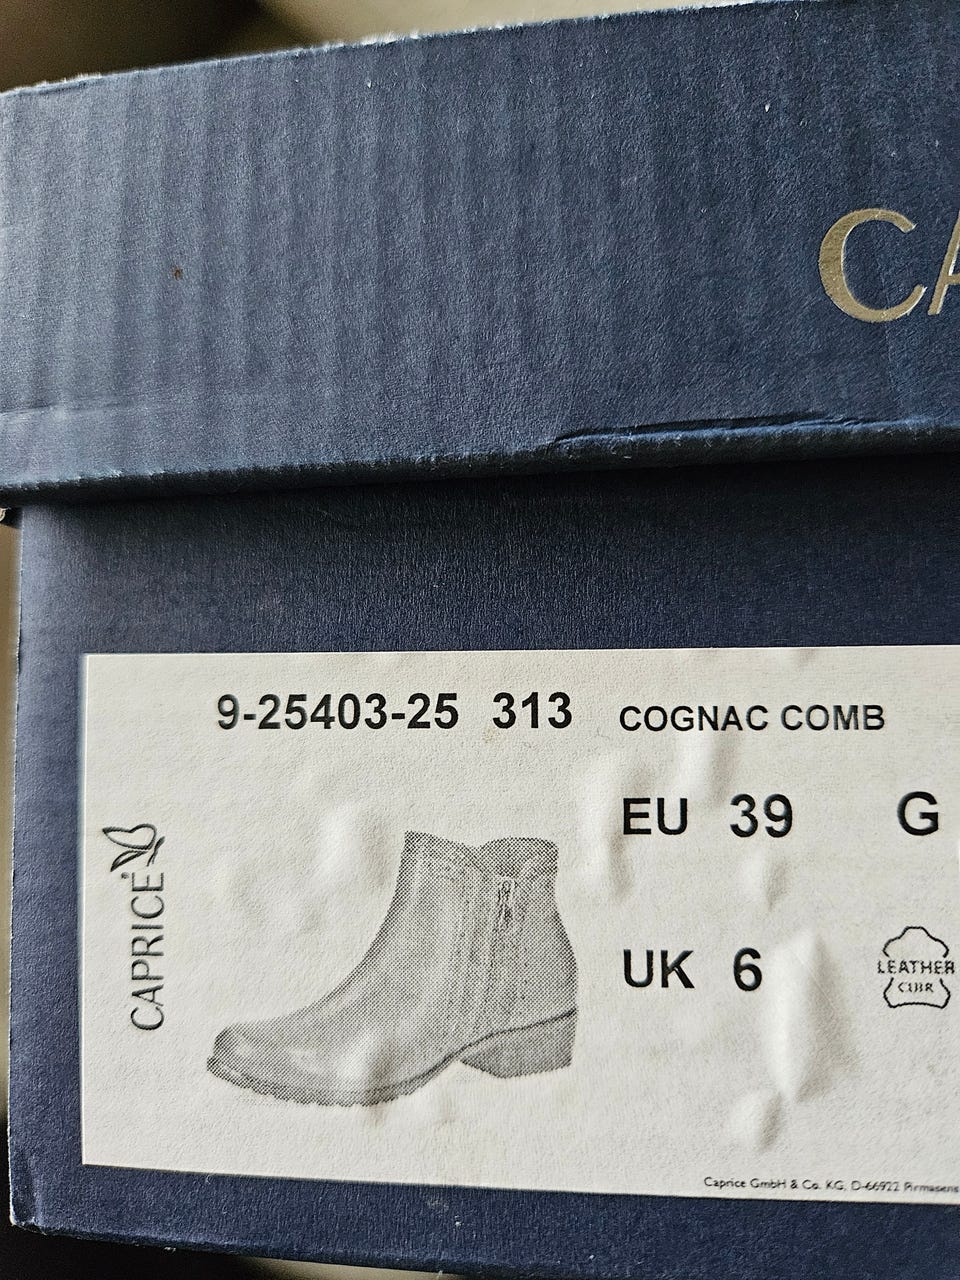 CA
9-25403-25 313 COGNAC COMB
EU 39 G
CAPRICE
UK 6
LEATHER
CUIR
Caprice GmbH & Co. KG, D-66922 Pirmasens